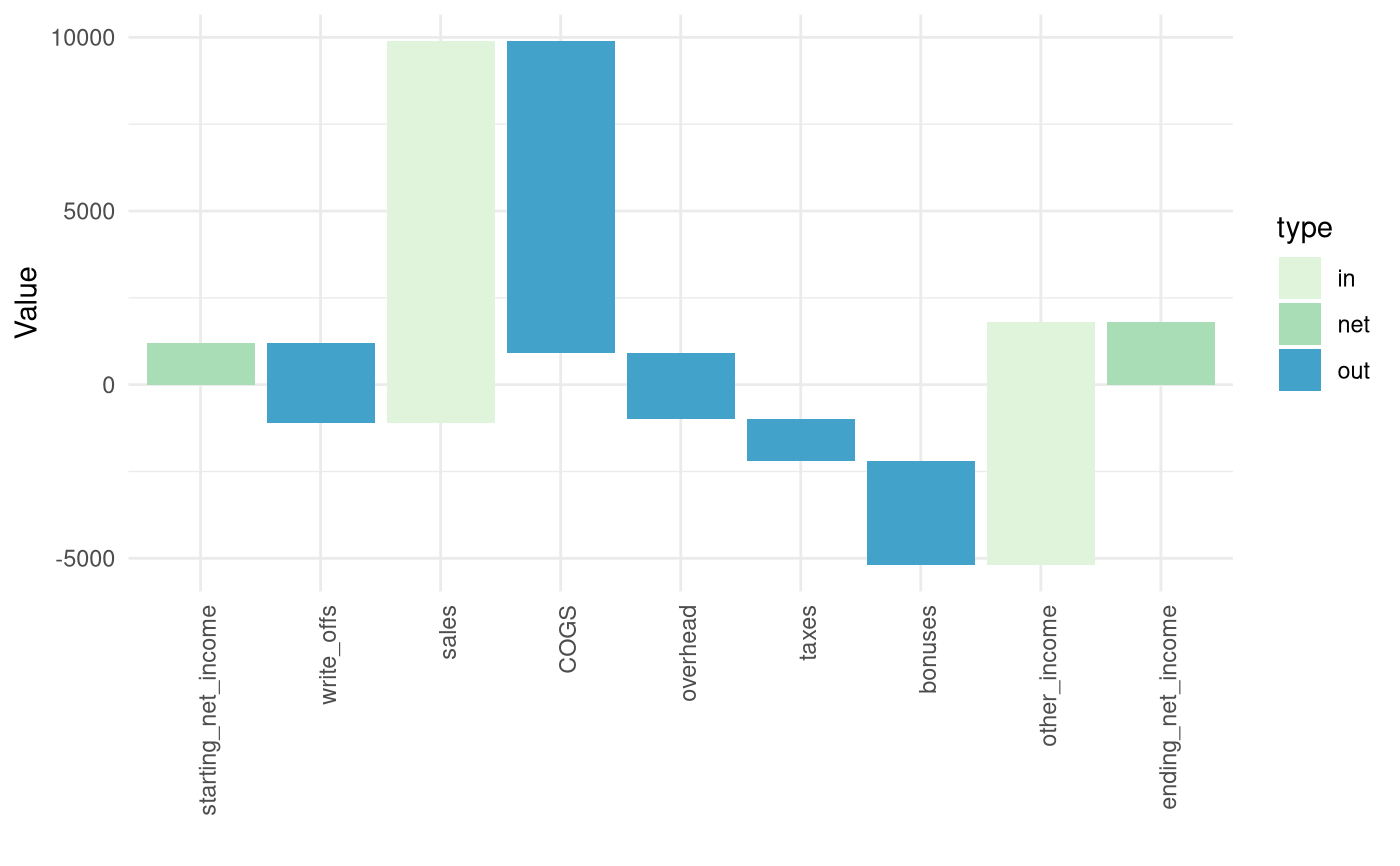 10000
5000
0
-5000
Value
starting_net_income
write_offs
sales
COGS
overhead
taxes
bonuses
other_income
ending_net_income
type
in
net
out